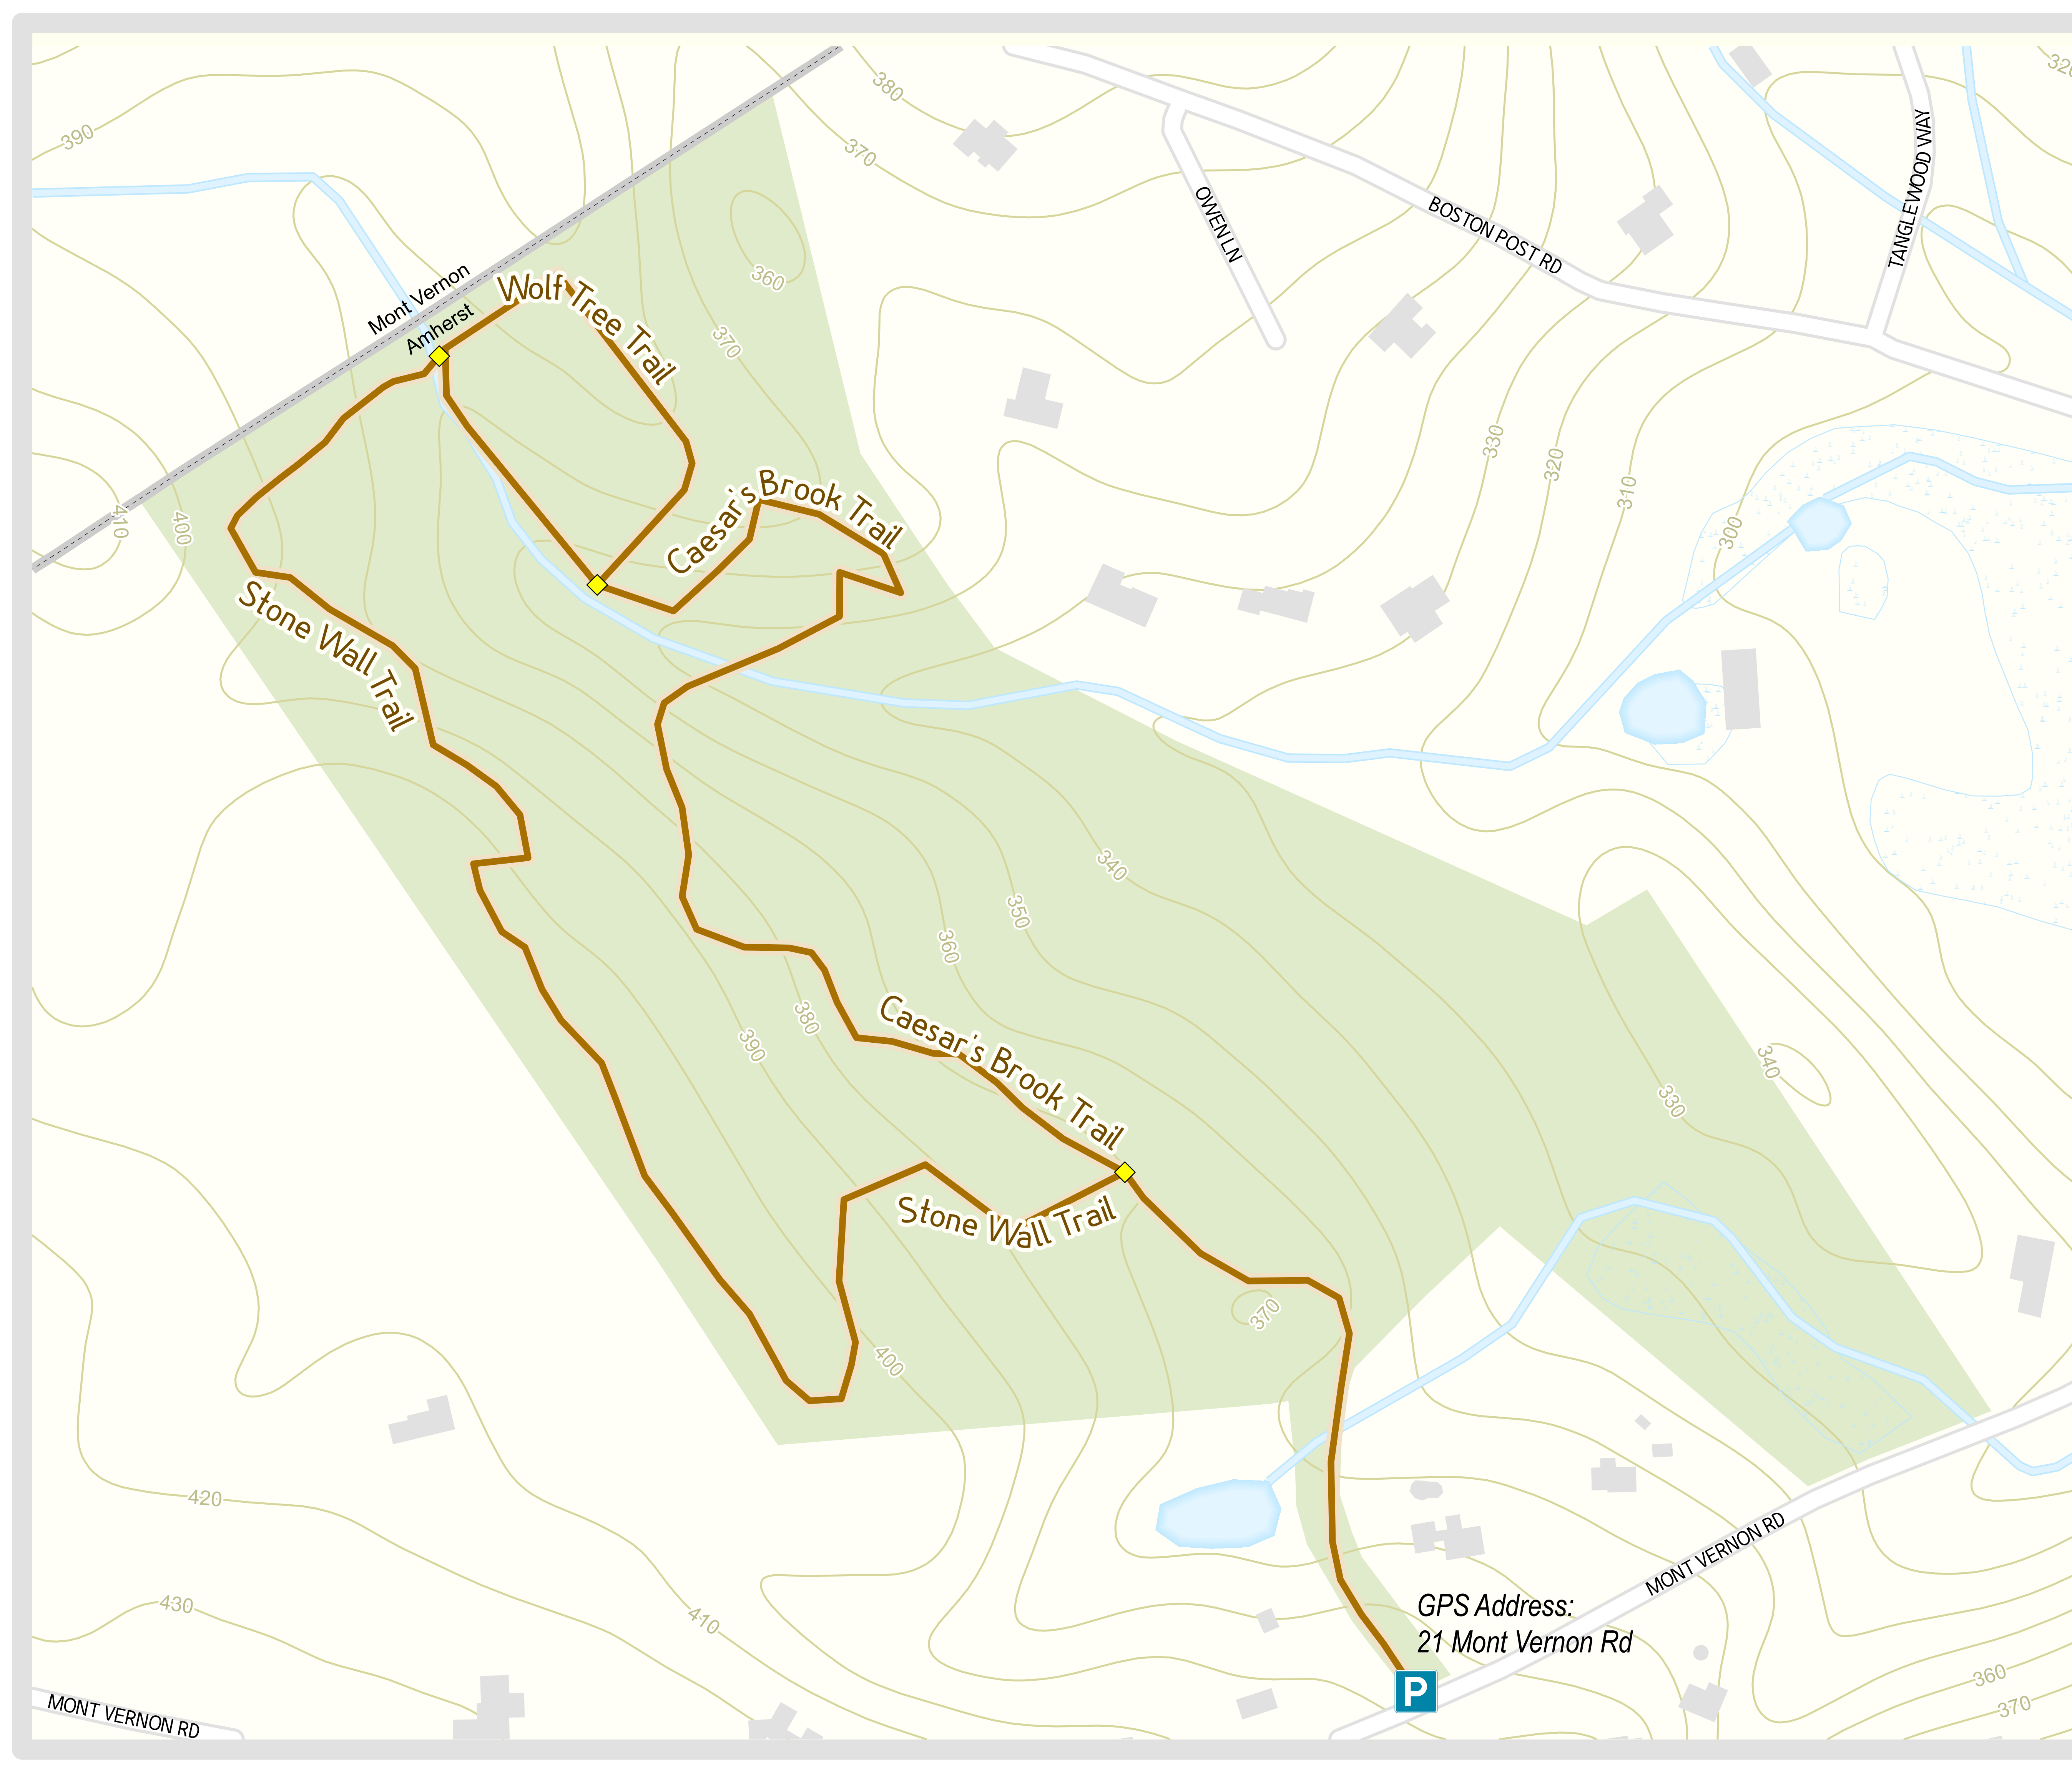 320
380
390
370
TANGLEWOOD WAY
OWEN LN
BOSTON POST RD
360
Mont Vernon
Amherst
Wolf Tree Trail
370
330
320
310
300
410
400
Caesar's Brook Trail
Stone Wall Trail
340
350
360
390
380
Caesar's Brook Trail
340
330
Stone Wall Trail
370
400
420
MONT VERNON RD
430
410
GPS Address:
21 Mont Vernon Rd
360
370
P
MONT VERNON RD